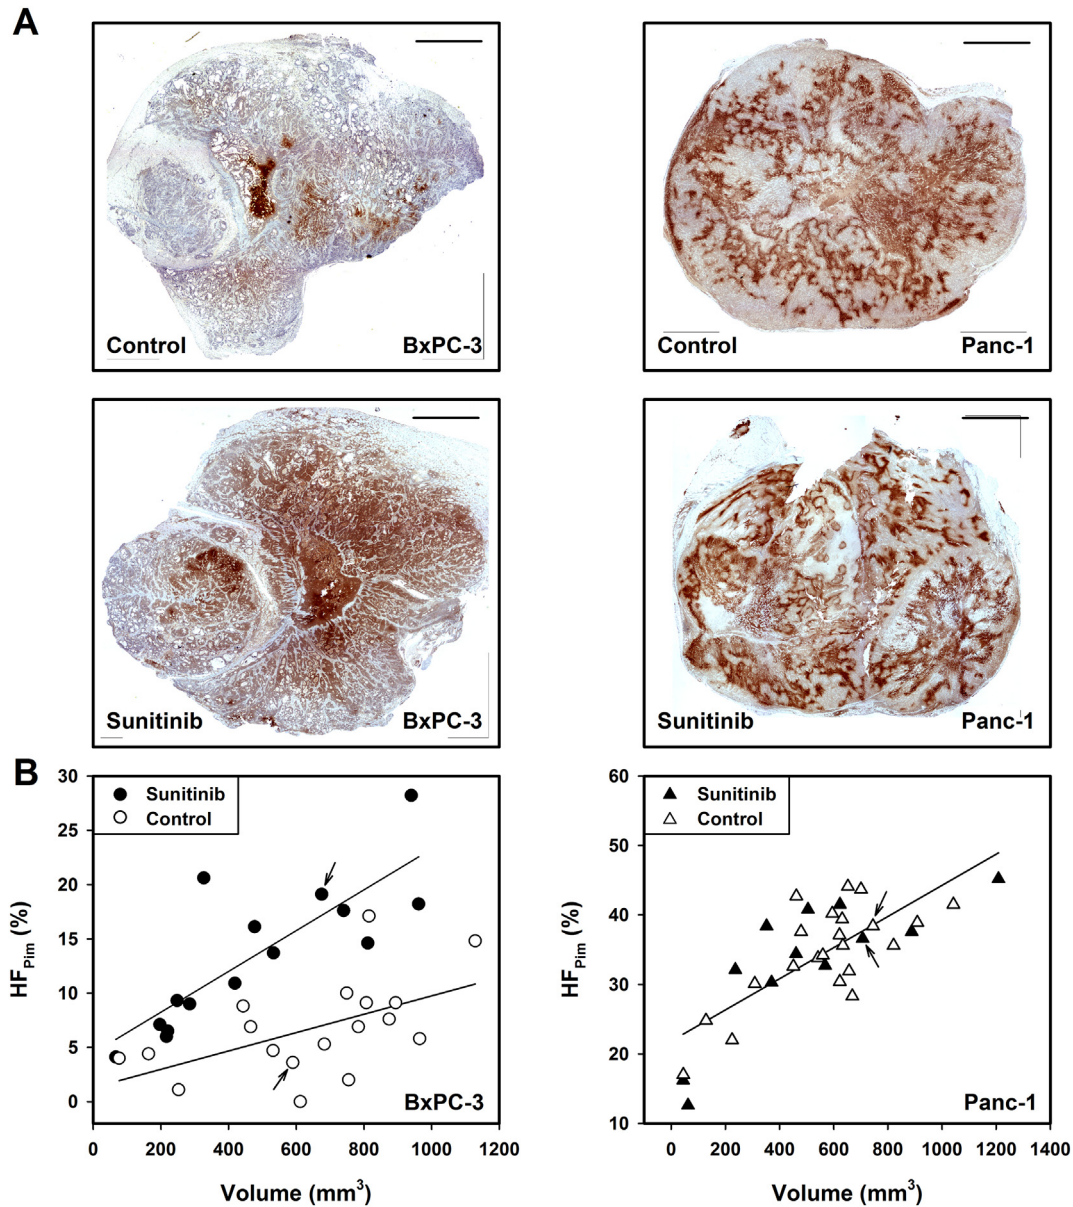 A
Control BxPC-3
Control Panc-1
Sunitinib BxPC-3
Sunitinib Panc-1
B
30
25
20
15
10
5
0
HFPim (%)
Sunitinib
Control
BxPC-3
0 200 400 600 800 1000 1200
Volume (mm3)
60
50
40
30
20
10
HFPim (%)
Sunitinib
Control
Panc-1
0 200 400 600 800 1000 1200 1400
Volume (mm3)